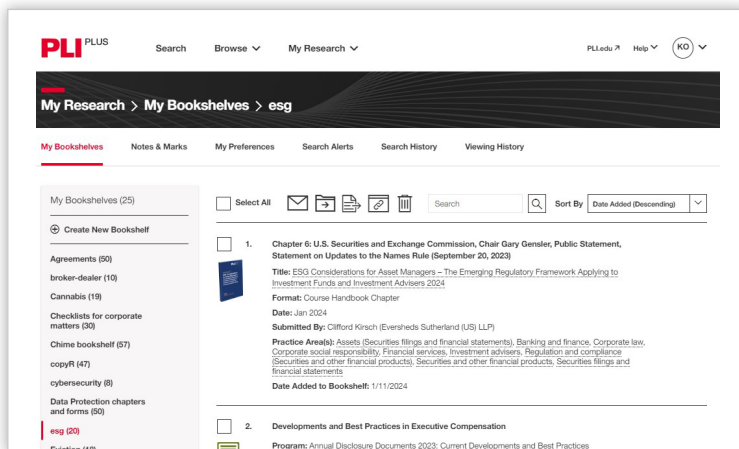 PLI PLUS Search Browse My Research PLI.edu Help KO
My Research > My Bookshelves > esg
My Bookshelves Notes & Marks My Preferences Search Alerts Search History Viewing History
My Bookshelves (25)
Create New Bookshelf
Agreements (50)
broker-dealer (10)
Cannabis (19)
Checklists for corporate
matters (30)
Chime bookshelf (57)
copyR (47)
cybersecurity (8)
Data Protection chapters
and forms (50)
esg (20)
Select All Search Sort By Date Added (Descending)
1. Chapter 6: U.S. Securities and Exchange Commission, Chair Gary Gensler, Public Statement,
Statement on Updates to the Names Rule (September 20, 2023)
Title: ESG Considerations for Asset Managers – The Emerging Regulatory Framework Applying to
Investment Funds and Investment Advisers 2024
Format: Course Handbook Chapter
Date: Jan 2024
Submitted By: Clifford Kirsch (Eversheds Sutherland (US) LLP)
Practice Area(s): Assets (Securities filings and financial statements), Banking and finance, Corporate law,
Corporate social responsibility, Financial services, Investment advisers, Regulation and compliance
(Securities and other financial products), Securities and other financial products, Securities filings and
financial statements
Date Added to Bookshelf: 1/11/2024
2. Developments and Best Practices in Executive Compensation
Program: Annual Disclosure Documents 2023: Current Developments and Best Practices